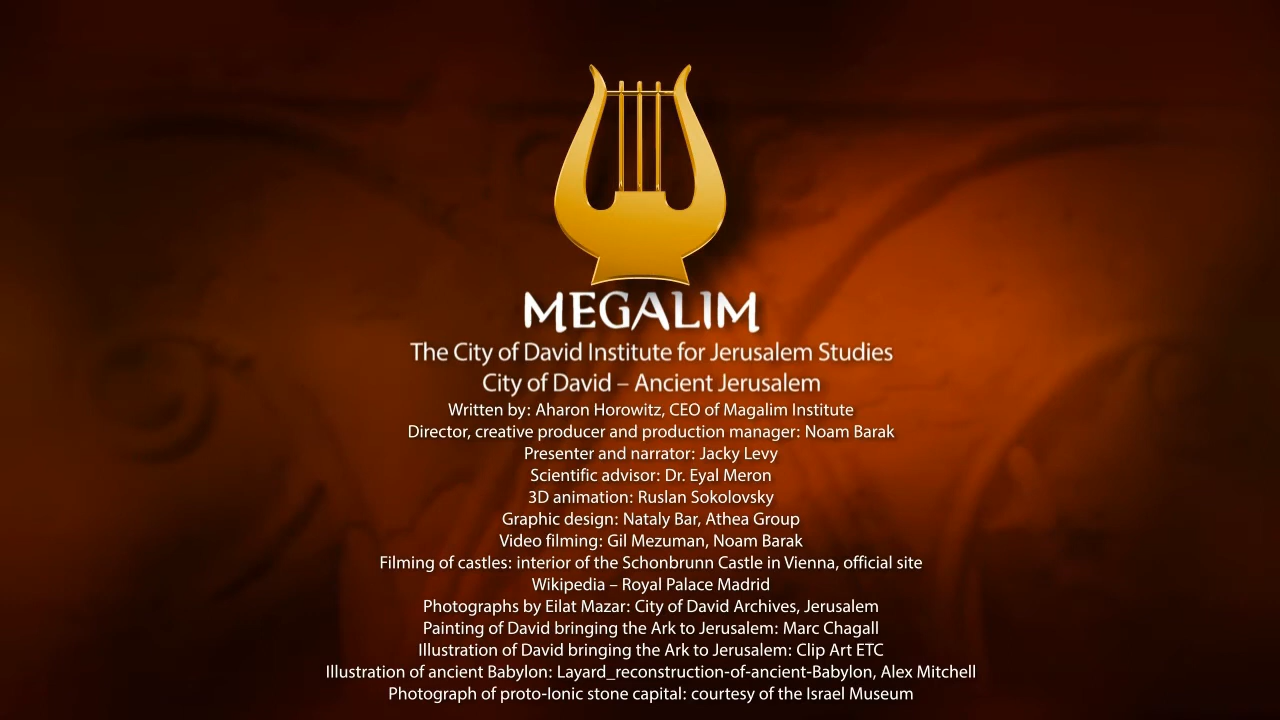 MEGALIM
The City of David Institute for Jerusalem Studies
City of David – Ancient Jerusalem
Written by: Aharon Horowitz, CEO of Magalim Institute
Director, creative producer and production manager: Noam Barak
Presenter and narrator: Jacky Levy
Scientific advisor: Dr. Eyal Meron
3D animation: Ruslan Sokolovsky
Graphic design: Nataly Bar, Athea Group
Video filming: Gil Mezuman, Noam Barak
Filming of castles: interior of the Schonbrunn Castle in Vienna, official site
Wikipedia – Royal Palace Madrid
Photographs by Eilat Mazar: City of David Archives, Jerusalem
Painting of David bringing the Ark to Jerusalem: Marc Chagall
Illustration of David bringing the Ark to Jerusalem: Clip Art ETC
Illustration of ancient Babylon: Layard_reconstruction-of-ancient-Babylon, Alex Mitchell
Photograph of proto-Ionic stone capital: courtesy of the Israel Museum